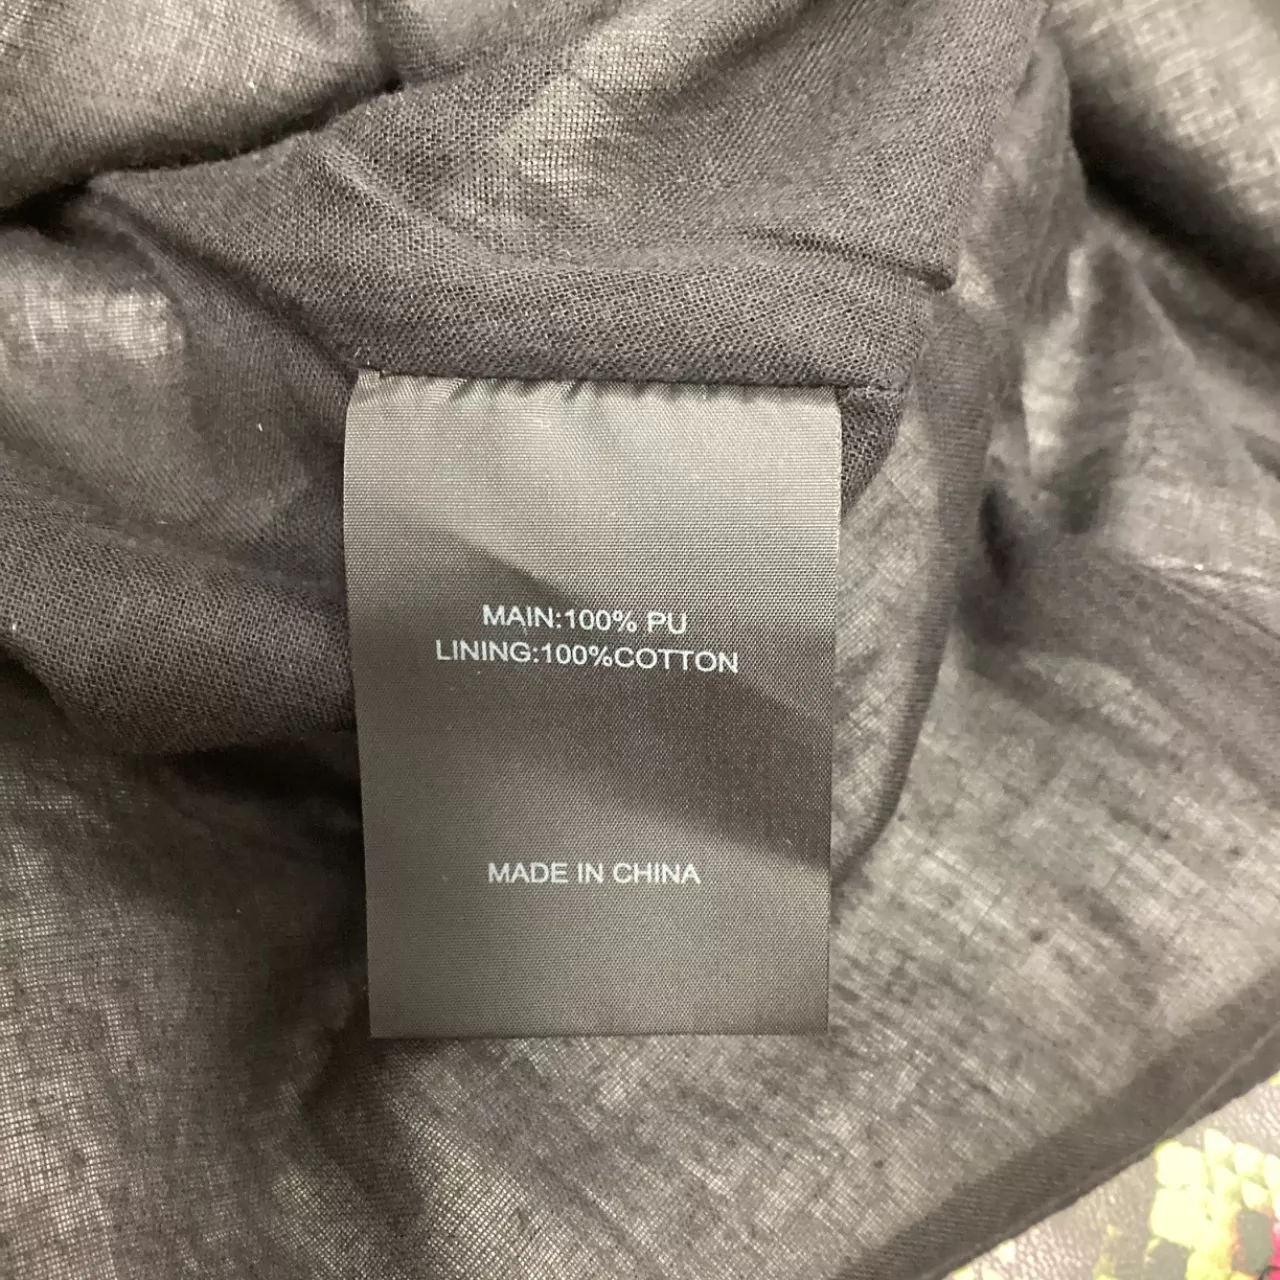 MAIN:100% PU
LINING:100%COTTON
MADE IN CHINA